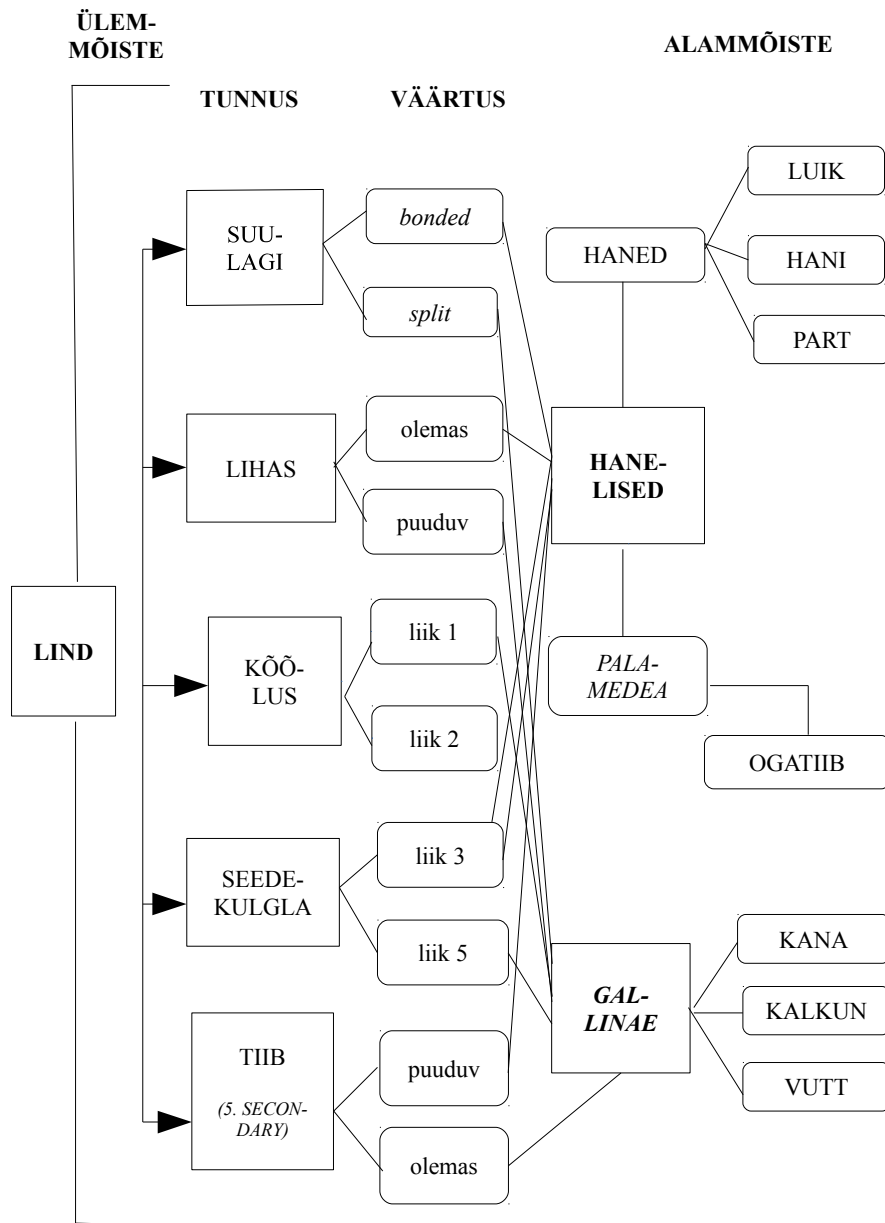 ÜLEM-
MÕISTE
ALAMMÕISTE
TUNNUS
VÄÄRTUS
LIND
SUU-
LAGI
bonded
split
LIHAS
olemas
puuduv
KÕÕ-
LUS
liik 1
liik 2
SEEDE-
KULGLA
liik 3
liik 5
TIIB
(5. SECON-
DARY)
puuduv
olemas
HANED
LUIK
HANI
PART
HANE-
LISED
PALA-
MEDEA
OGATIIB
GAL-
LINAE
KANA
KALKUN
VUTT